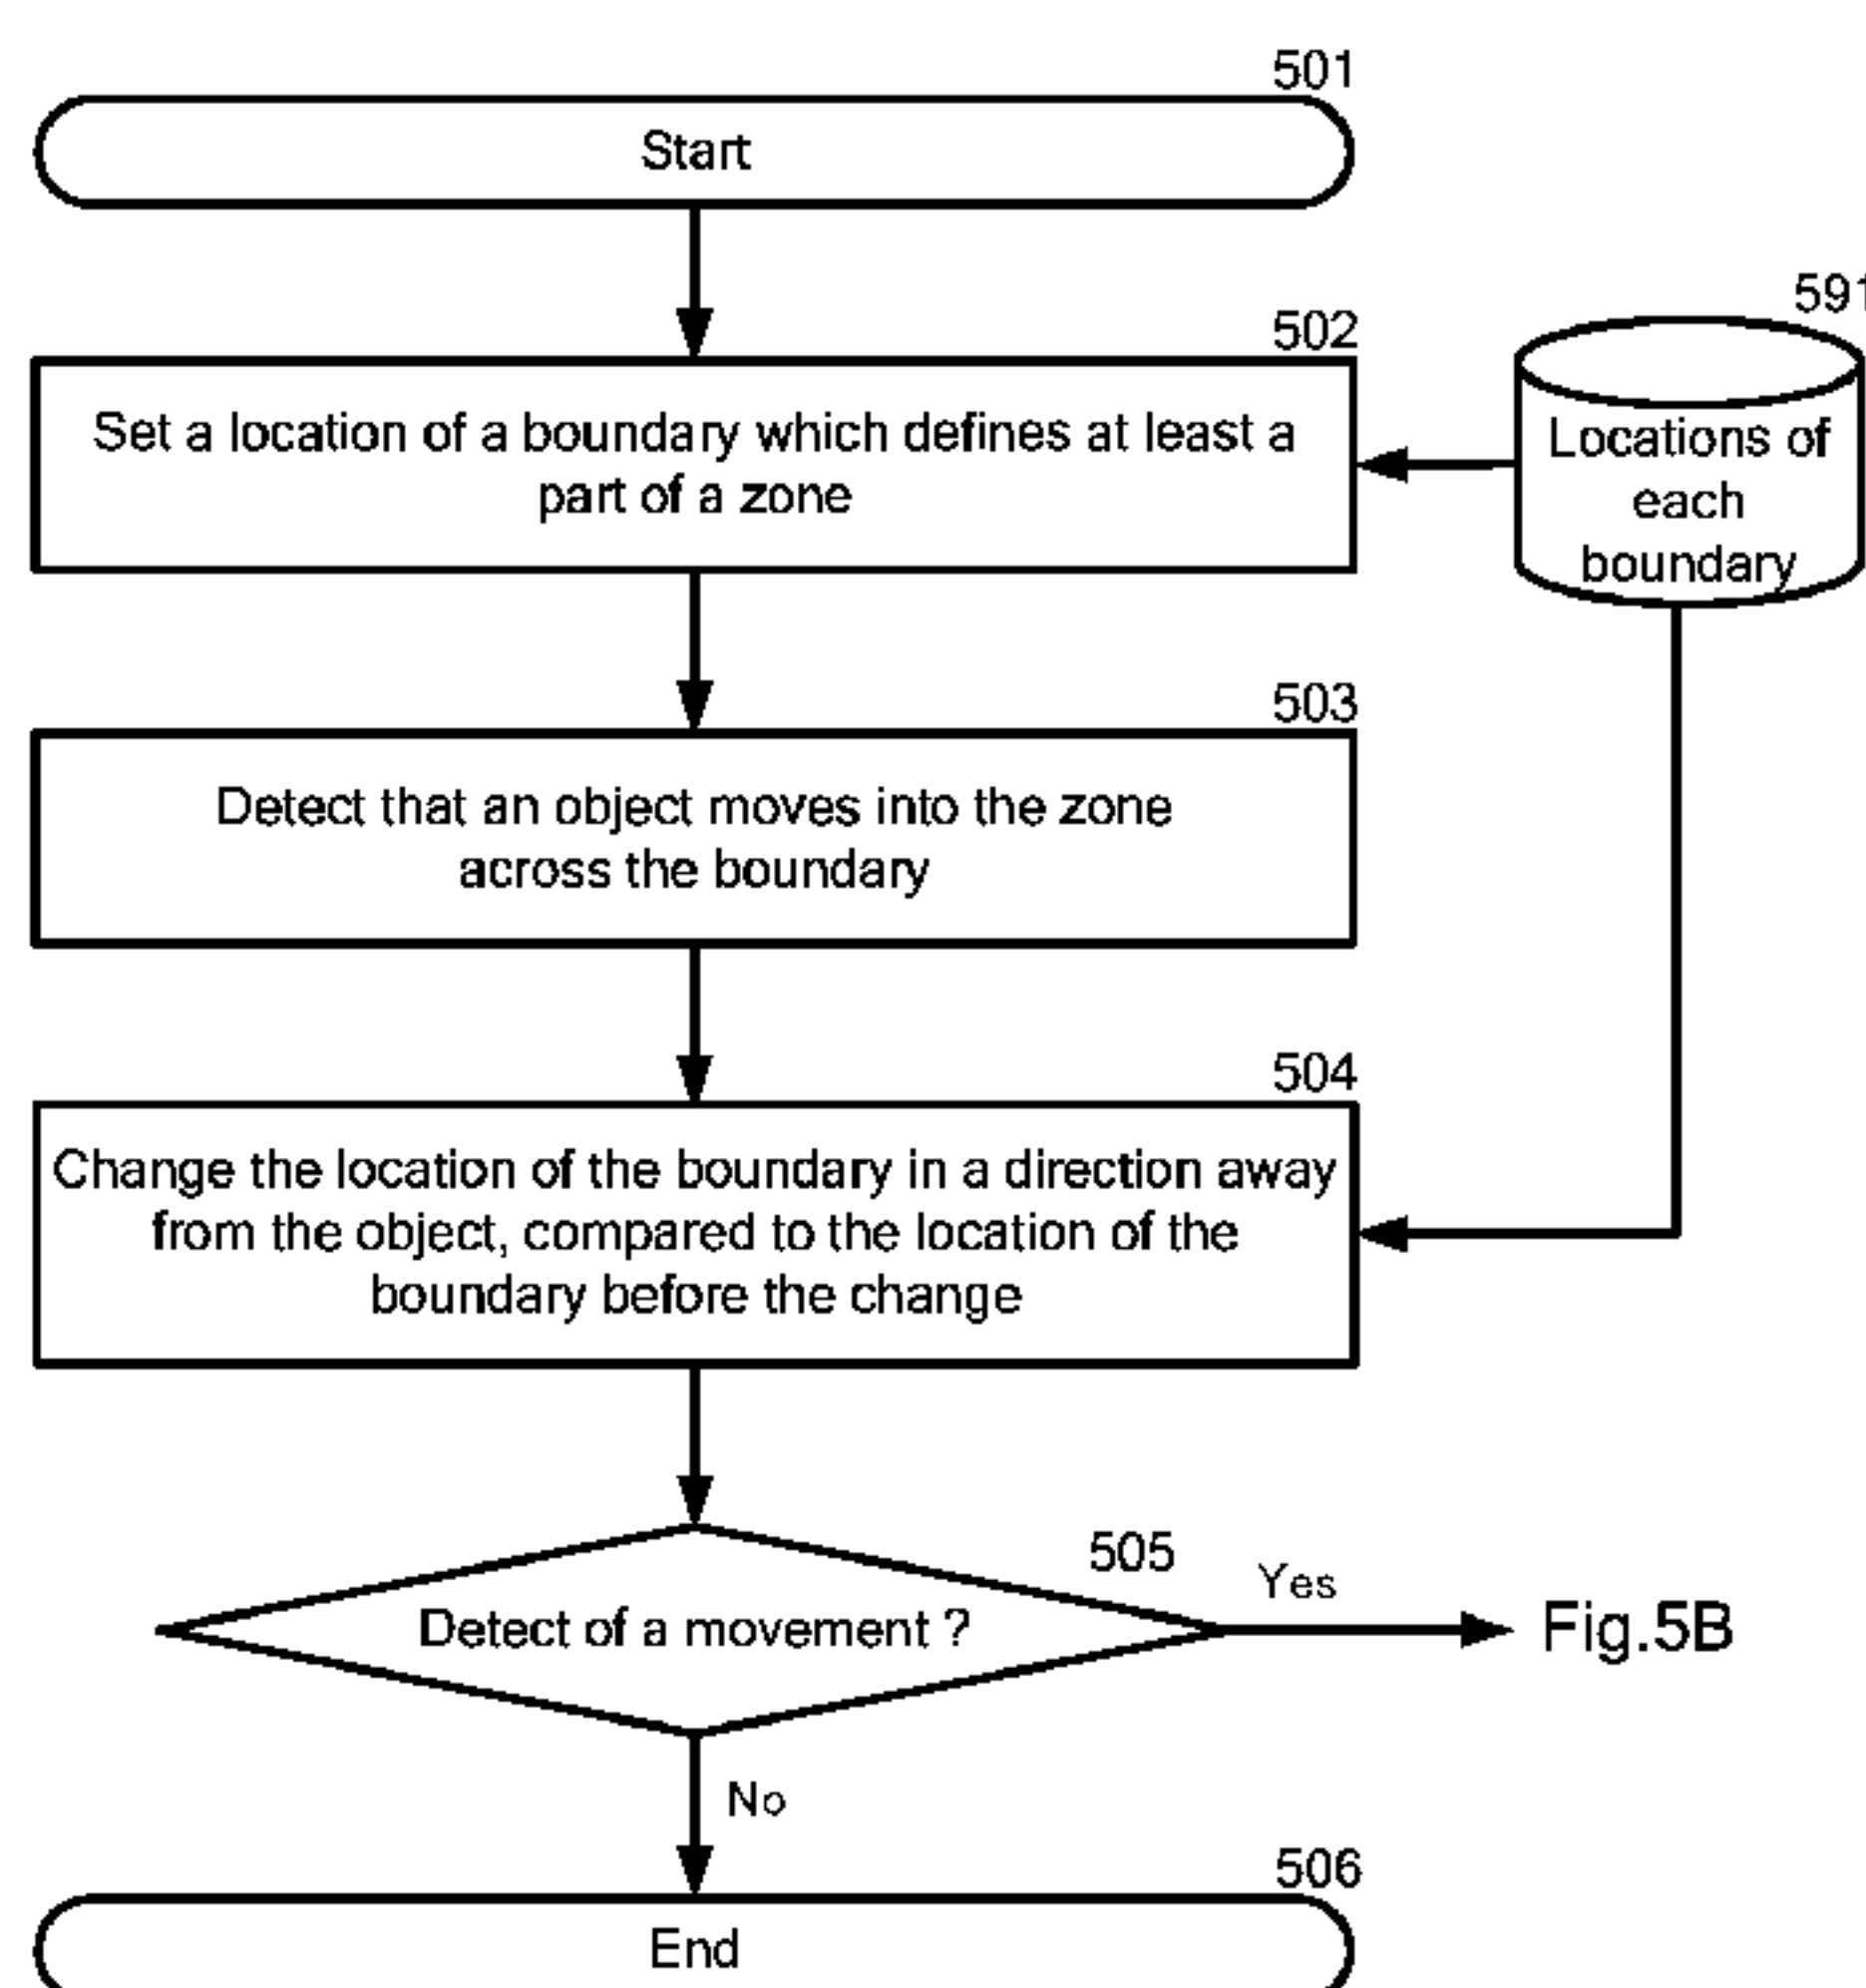 501
Start
502
Set a location of a boundary which defines at least a
part of a zone
591
Locations of
each
boundary
503
Detect that an object moves into the zone
across the boundary
504
Change the location of the boundary in a direction away
from the object, compared to the location of the
boundary before the change
505
Detect of a movement ?
Yes
Fig.5B
No
506
End